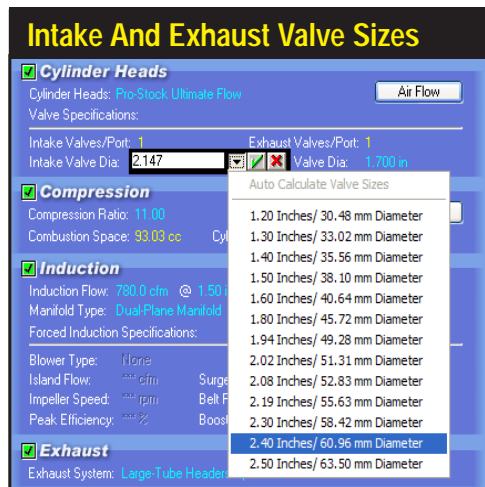 Intake And Exhaust Valve Sizes
Cylinder Heads
Cylinder Heads: Pro-Stock Ultimate Flow
Air Flow
Valve Specifications:
Intake Valves/Port: 1 Exhaust Valves/Port: 1
Intake Valve Dia: 2.147 Valve Dia: 1.700 in
Auto Calculate Valve Sizes
1.20 Inches/ 30.48 mm Diameter
1.30 Inches/ 33.02 mm Diameter
1.40 Inches/ 35.56 mm Diameter
1.50 Inches/ 38.10 mm Diameter
1.60 Inches/ 40.64 mm Diameter
1.80 Inches/ 45.72 mm Diameter
1.94 Inches/ 49.28 mm Diameter
2.02 Inches/ 51.31 mm Diameter
2.08 Inches/ 52.83 mm Diameter
2.19 Inches/ 55.63 mm Diameter
2.30 Inches/ 58.42 mm Diameter
2.40 Inches/ 60.96 mm Diameter
2.50 Inches/ 63.50 mm Diameter
Compression
Compression Ratio: 11.00
Combustion Space: 93.03 cc Cyl
Induction
Induction Flow: 780.0 cfm @ 1.50 i
Manifold Type: Dual-Plane Manifold
Forced Induction Specifications:
Blower Type: None
Island Flow: *** cfm Surge
Impeller Speed: *** rpm Belt F
Peak Efficiency: *** % Boost
Exhaust
Exhaust System: Large-Tube Headers